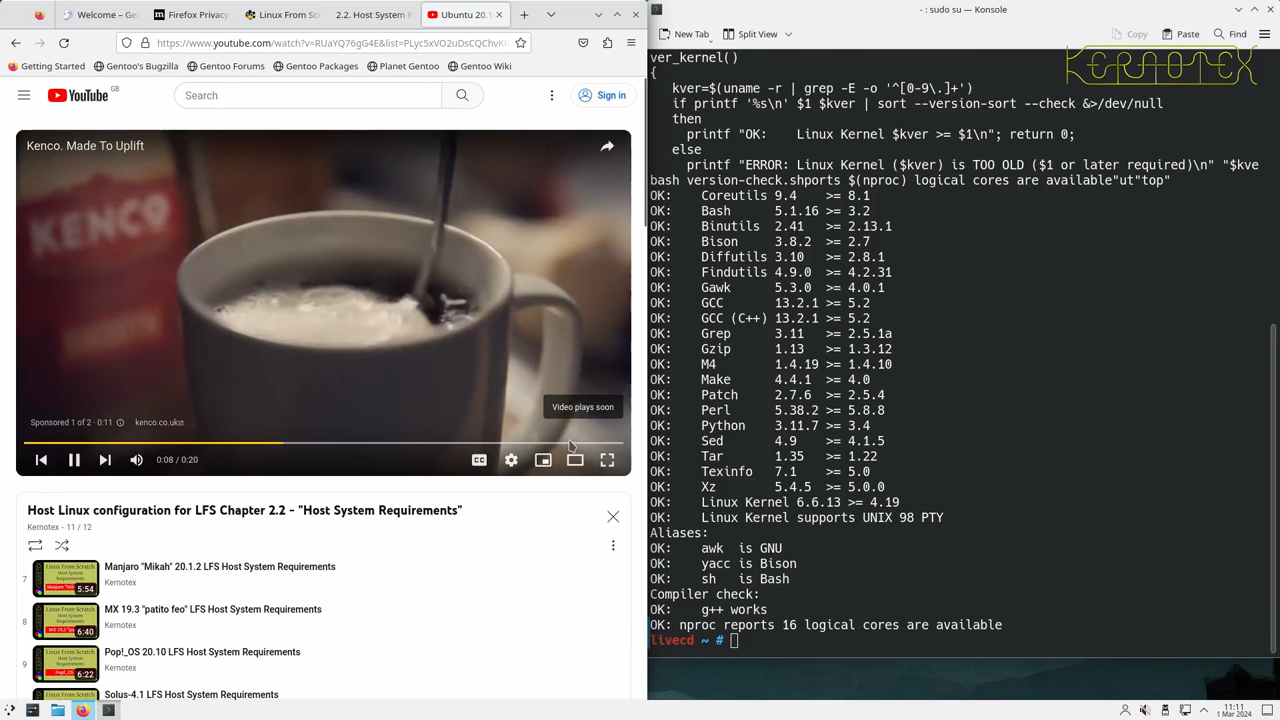 Welcome – Ge
Firefox Privacy
Linux From Sc
2.2. Host System R
Ubuntu 20.1
https://www.youtube.com/watch?v=RUaYQ76gG4E&list=PLyc5xVO2uDsCQChvK
Getting Started
Gentoo's Bugzilla
Gentoo Forums
Gentoo Packages
Planet Gentoo
Gentoo Wiki
YouTube GB
Search
Sign in
Kenco. Made To Uplift
KENCO
Video plays soon
Sponsored 1 of 2 · 0:11
kenco.co.uk
0:08 / 0:20
Host Linux configuration for LFS Chapter 2.2 - "Host System Requirements"
Kernotex - 11 / 12
7
5:54
Manjaro "Mikah" 20.1.2 LFS Host System Requirements
Kernotex
8
6:40
MX 19.3 "patito feo" LFS Host System Requirements
Kernotex
9
6:22
Pop!_OS 20.10 LFS Host System Requirements
Kernotex
Solus-4.1 LFS Host System Requirements
- : sudo su — Konsole
New Tab
Split View
Copy
Paste
Find
KERNOTEX
ver_kernel()
{
kver=$(uname -r | grep -E -o '^[0-9\.]+')
if printf '%s\n' $1 $kver | sort --version-sort --check &>/dev/null
then
printf "OK:    Linux Kernel $kver >= $1\n"; return 0;
else
printf "ERROR: Linux Kernel ($kver) is TOO OLD ($1 or later required)\n" "$kve
bash version-check.shports $(nproc) logical cores are available"ut"top"
OK:    Coreutils 9.4    >= 8.1
OK:    Bash      5.1.16 >= 3.2
OK:    Binutils  2.41   >= 2.13.1
OK:    Bison     3.8.2  >= 2.7
OK:    Diffutils 3.10   >= 2.8.1
OK:    Findutils 4.9.0  >= 4.2.31
OK:    Gawk      5.3.0  >= 4.0.1
OK:    GCC       13.2.1 >= 5.2
OK:    GCC (C++) 13.2.1 >= 5.2
OK:    Grep      3.11   >= 2.5.1a
OK:    Gzip      1.13   >= 1.3.12
OK:    M4        1.4.19 >= 1.4.10
OK:    Make      4.4.1  >= 4.0
OK:    Patch     2.7.6  >= 2.5.4
OK:    Perl      5.38.2 >= 5.8.8
OK:    Python    3.11.7 >= 3.4
OK:    Sed       4.9    >= 4.1.5
OK:    Tar       1.35   >= 1.22
OK:    Texinfo   7.1    >= 5.0
OK:    Xz        5.4.5  >= 5.0.0
OK:    Linux Kernel 6.6.13 >= 4.19
OK:    Linux Kernel supports UNIX 98 PTY
Aliases:
OK:    awk  is GNU
OK:    yacc is Bison
OK:    sh   is Bash
Compiler check:
OK:    g++ works
OK: nproc reports 16 logical cores are available
livecd ~ #
11:11
1 Mar 2024